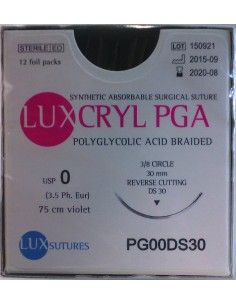 SYNTHETIC ABSORBABLE SURGICAL SUTURE
STERILE EO
12 foil packs
LOT 150921
2015-09
2020-08
LUXCRYL PGA
POLYGLYCOLIC ACID BRAIDED
USP 0
(3.5 Ph. Eur)
75 cm violet
3/8 CIRCLE
30 mm
REVERSE CUTTING
DS 30
LUXSUTURES
PG00DS30